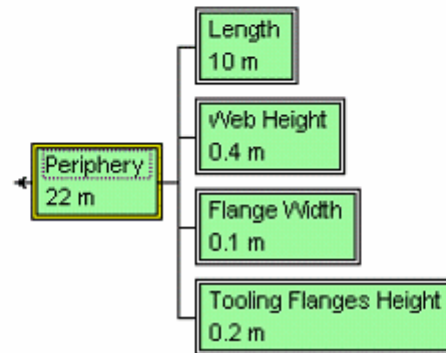 Length
10 m
Web Height
0.4 m
Periphery
22 m
Flange Width
0.1 m
Tooling Flanges Height
0.2 m